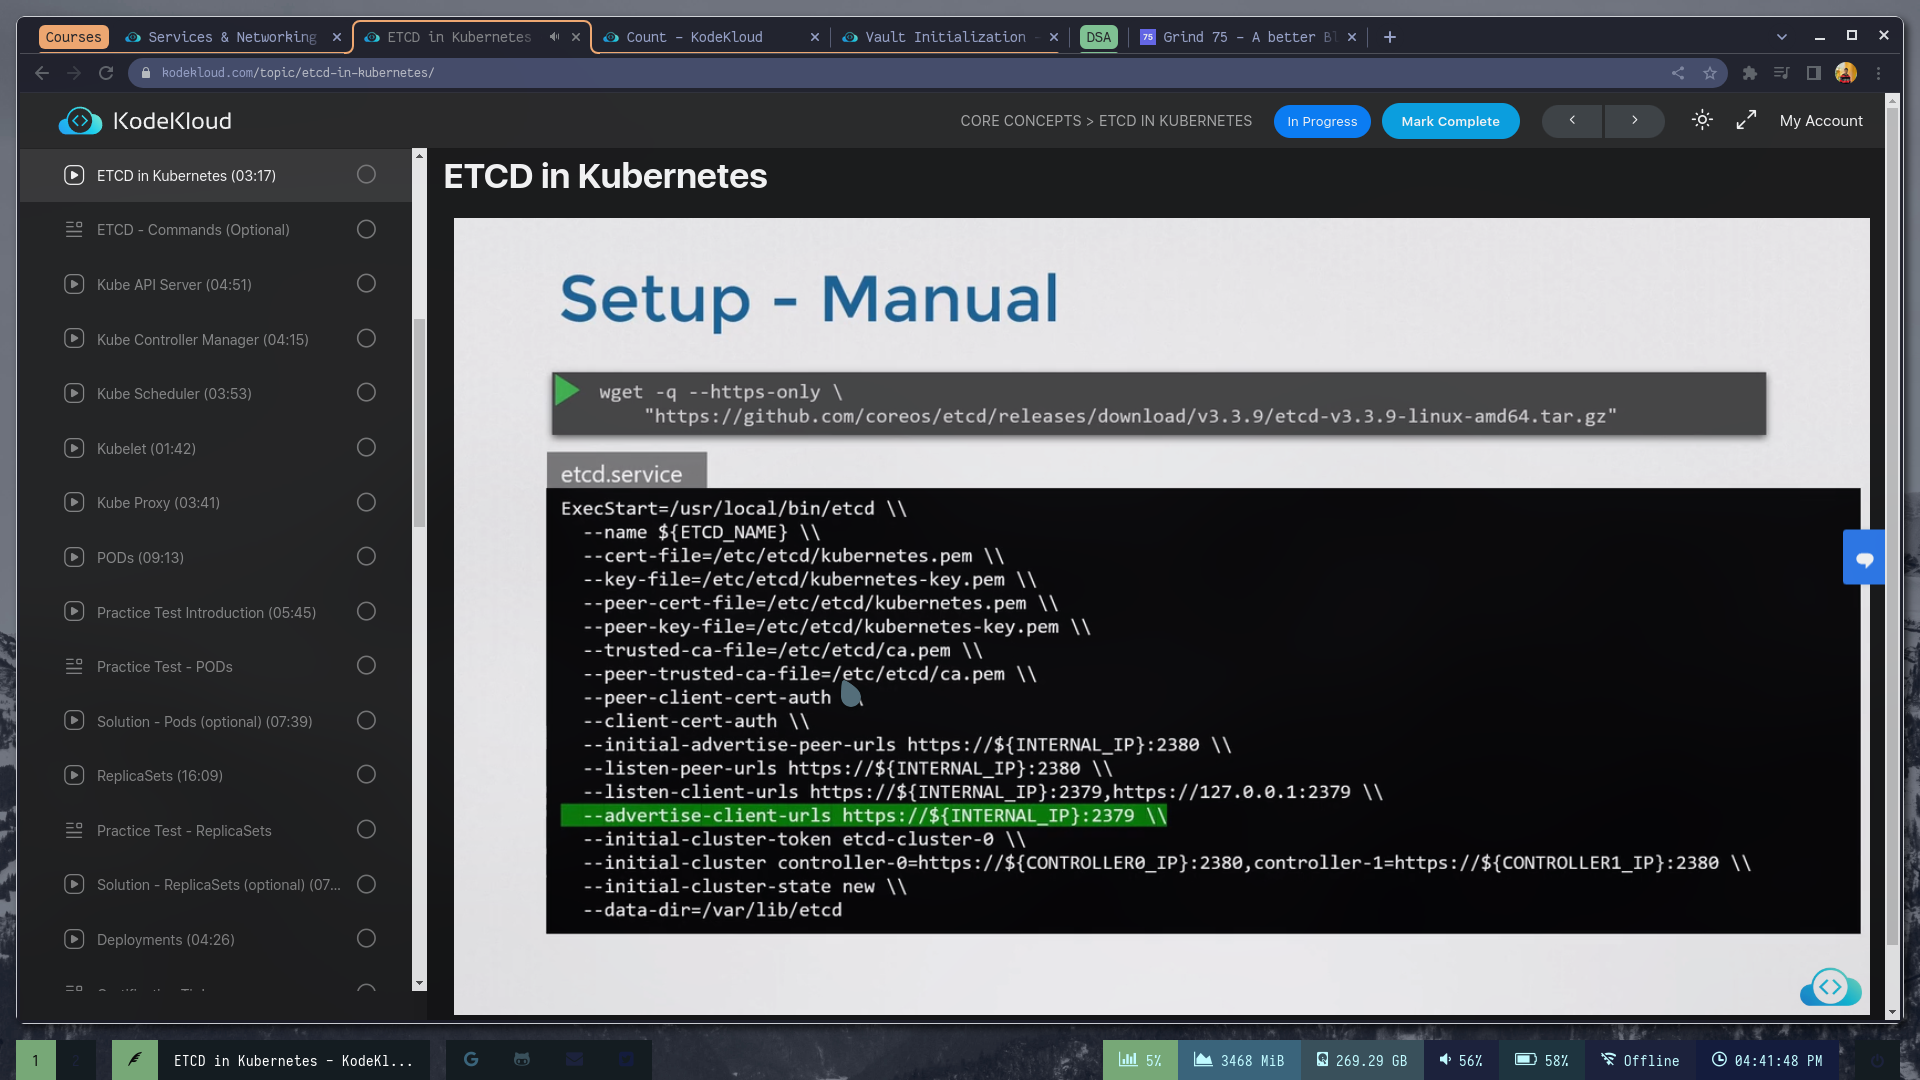 Courses
Services & Networking
ETCD in Kubernetes
Count – KodeKloud
Vault Initialization
DSA
75
Grind 75 – A better Bl
kodekloud.com/topic/etcd-in-kubernetes/
KodeKloud
CORE CONCEPTS > ETCD IN KUBERNETES
In Progress
Mark Complete
My Account
ETCD in Kubernetes (03:17)
ETCD - Commands (Optional)
Kube API Server (04:51)
Kube Controller Manager (04:15)
Kube Scheduler (03:53)
Kubelet (01:42)
Kube Proxy (03:41)
PODs (09:13)
Practice Test Introduction (05:45)
Practice Test - PODs
Solution - Pods (optional) (07:39)
ReplicaSets (16:09)
Practice Test - ReplicaSets
Solution - ReplicaSets (optional) (07...
Deployments (04:26)
ETCD in Kubernetes
Setup - Manual
wget -q --https-only \
"https://github.com/coreos/etcd/releases/download/v3.3.9/etcd-v3.3.9-linux-amd64.tar.gz"
etcd.service
ExecStart=/usr/local/bin/etcd \\
--name ${ETCD_NAME} \\
--cert-file=/etc/etcd/kubernetes.pem \\
--key-file=/etc/etcd/kubernetes-key.pem \\
--peer-cert-file=/etc/etcd/kubernetes.pem \\
--peer-key-file=/etc/etcd/kubernetes-key.pem \\
--trusted-ca-file=/etc/etcd/ca.pem \\
--peer-trusted-ca-file=/etc/etcd/ca.pem \\
--peer-client-cert-auth \
--client-cert-auth \\
--initial-advertise-peer-urls https://${INTERNAL_IP}:2380 \\
--listen-peer-urls https://${INTERNAL_IP}:2380 \\
--listen-client-urls https://${INTERNAL_IP}:2379,https://127.0.0.1:2379 \\
--advertise-client-urls https://${INTERNAL_IP}:2379 \\
--initial-cluster-token etcd-cluster-0 \\
--initial-cluster controller-0=https://${CONTROLLER0_IP}:2380,controller-1=https://${CONTROLLER1_IP}:2380 \\
--initial-cluster-state new \\
--data-dir=/var/lib/etcd
1
2
ETCD in Kubernetes – KodeKl...
5%
3468 MiB
269.29 GB
56%
58%
Offline
04:41:48 PM